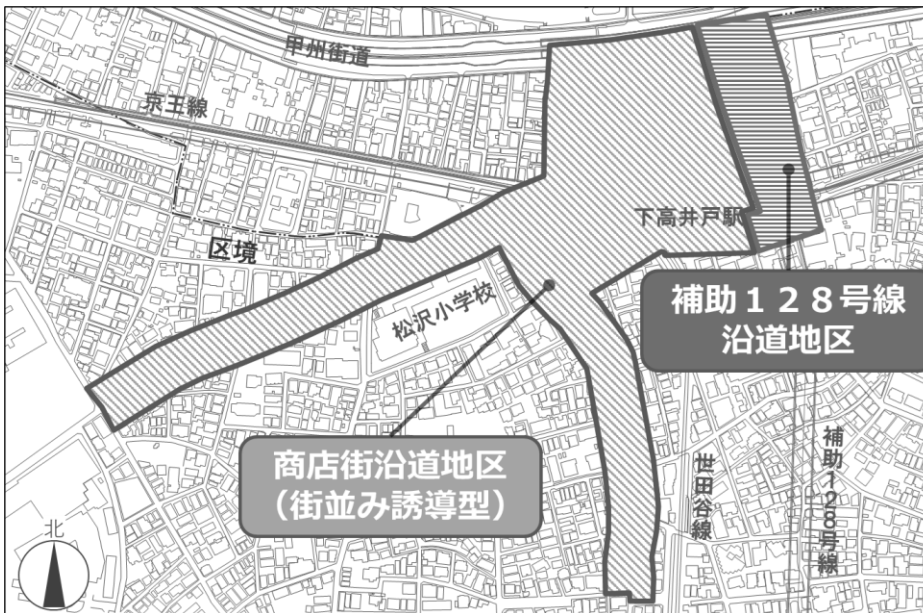 甲州街道
京王線
下高井戸駅
区境
補助１２８号線
沿道地区
松沢小学校
商店街沿道地区
（街並み誘導型）
世田谷線
補助１２８号線
北